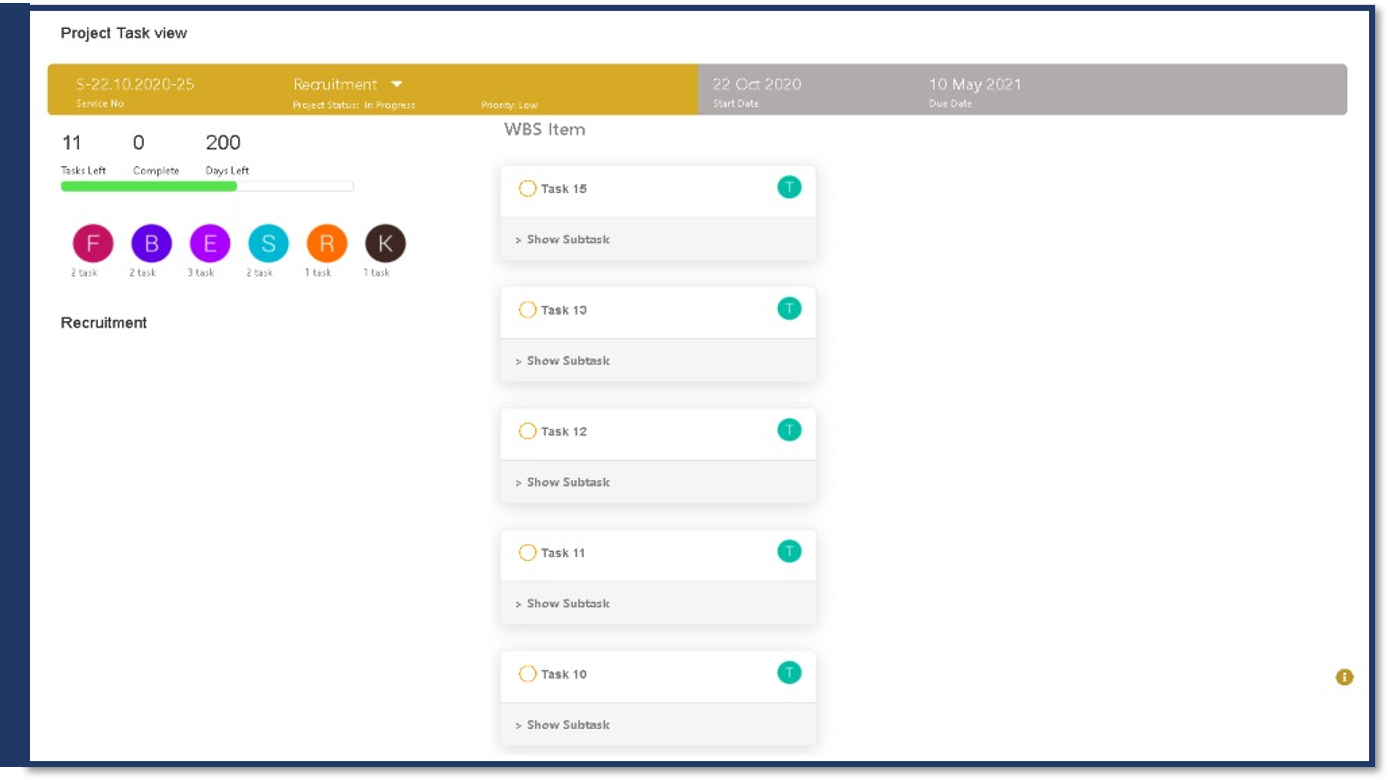 Project Task view
S-22.10.2020-25 Recruitment 22 Oct 2020 10 May 2021
Service No Project Status: In Progress Priority: Low Start Date Due Date
11 0 200
Tasks Left Complete Days Left
WBS Item
F B E S R K
2 task 2 task 3 task 2 task 1 task 1 task
Recruitment
Task 15 T
> Show Subtask
Task 13 T
> Show Subtask
Task 12 T
> Show Subtask
Task 11 T
> Show Subtask
Task 10 T
> Show Subtask
i